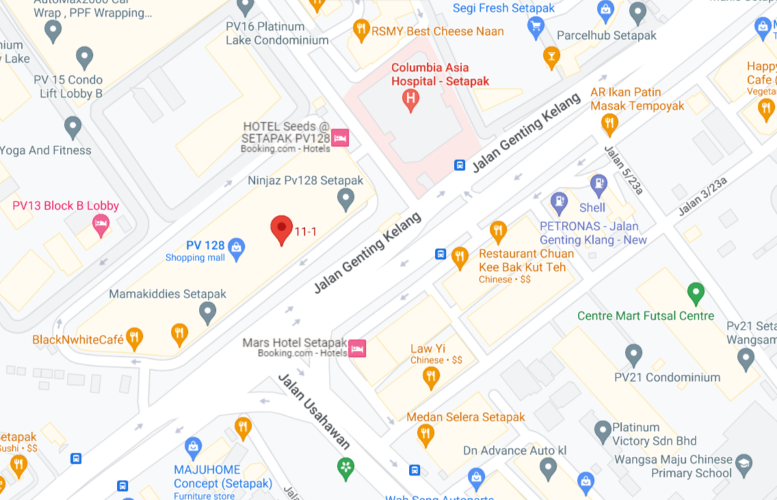 AutoMax2000 Car
Wrap , PPF Wrapping...
PV16 Platinum
Lake Condominium
RSMY Best Cheese Naan
Segi Fresh Setapak
Parcelhub Setapak
Columbia Asia
Hospital - Setapak
H
Happy
Cafe
Vegeta
AR Ikan Patin
Masak Tempoyak
PV 15 Condo
Lift Lobby B
Yoga And Fitness
HOTEL Seeds @
SETAPAK PV128
Booking.com - Hotels
Jalan Genting Kelang
Jalan 5/23a
Jalan 3/23a
Ninjaz Pv128 Setapak
PV13 Block B Lobby
Shell
PETRONAS - Jalan
Genting Klang - New
PV 128
Shopping mall
11-1
Jalan Genting Kelang
Restaurant Chuan
Kee Bak Kut Teh
Chinese • $$
Mamakiddies Setapak
Centre Mart Futsal Centre
BlackNwhiteCafé
Mars Hotel Setapak
Booking.com - Hotels
Law Yi
Chinese • $$
Pv21 Seta
Wangsam
PV21 Condominium
Jalan Usahawan
Medan Selera Setapak
Setapak
Sushi • $$
Platinum
Victory Sdn Bhd
MAJUHOME
Concept (Setapak)
Furniture store
Dn Advance Auto kl
Wangsa Maju Chinese
Primary School
Wah Song Autoparts